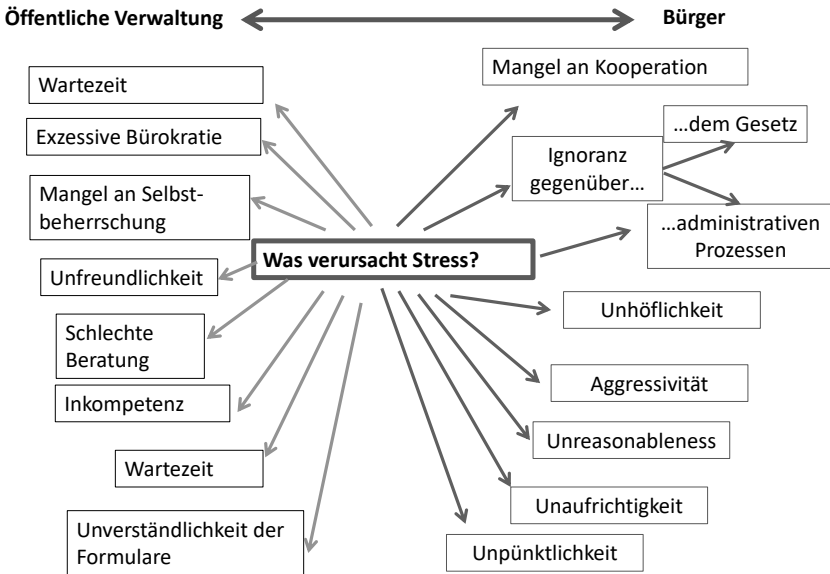 Öffentliche Verwaltung
Bürger
Wartezeit
Exzessive Bürokratie
Mangel an Selbst-
beherrschung
Unfreundlichkeit
Schlechte
Beratung
Inkompetenz
Wartezeit
Unverständlichkeit der
Formulare
Was verursacht Stress?
Mangel an Kooperation
Ignoranz
gegenüber...
...dem Gesetz
...administrativen
Prozessen
Unhöflichkeit
Aggressivität
Unreasonableness
Unaufrichtigkeit
Unpünktlichkeit